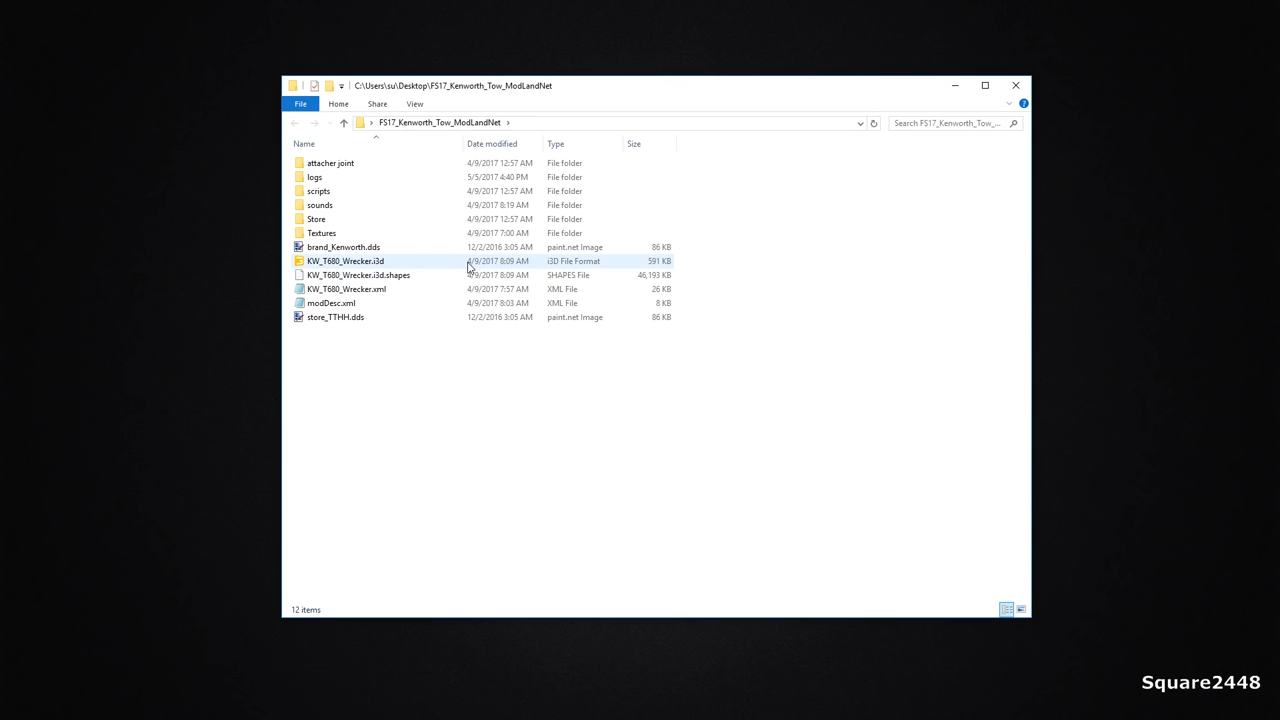 C:\Users\su\Desktop\FS17_Kenworth_Tow_ModLandNet
File Home Share View
FS17_Kenworth_Tow_ModLandNet Search FS17_Kenworth_Tow_...
Name Date modified Type Size
attacher joint 4/9/2017 12:57 AM File folder
logs 5/5/2017 4:40 PM File folder
scripts 4/9/2017 12:57 AM File folder
sounds 4/9/2017 8:19 AM File folder
Store 4/9/2017 12:57 AM File folder
Textures 4/9/2017 7:00 AM File folder
brand_Kenworth.dds 12/2/2016 3:05 AM paint.net Image 86 KB
KW_T680_Wrecker.i3d 4/9/2017 8:09 AM i3D File Format 591 KB
KW_T680_Wrecker.i3d.shapes 4/9/2017 8:09 AM SHAPES File 46,193 KB
KW_T680_Wrecker.xml 4/9/2017 7:57 AM XML File 26 KB
modDesc.xml 4/9/2017 8:03 AM XML File 8 KB
store_TTHH.dds 12/2/2016 3:05 AM paint.net Image 86 KB
12 items
Square2448